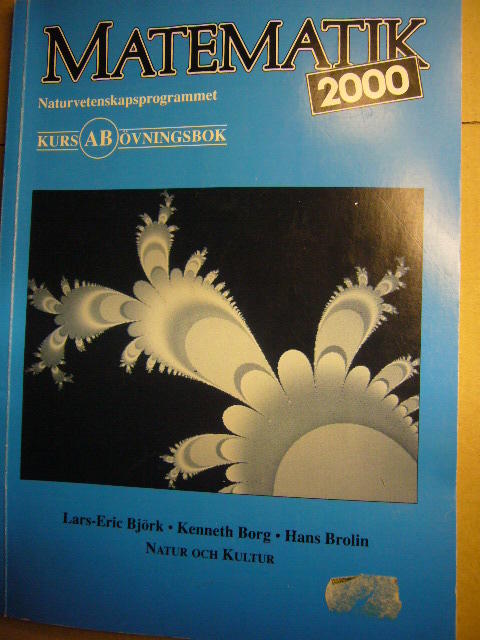 MATEMATIK
2000
Naturvetenskapsprogrammet
KURS AB ÖVNINGSBOK
Lars-Eric Björk • Kenneth Borg • Hans Brolin
NATUR OCH KULTUR